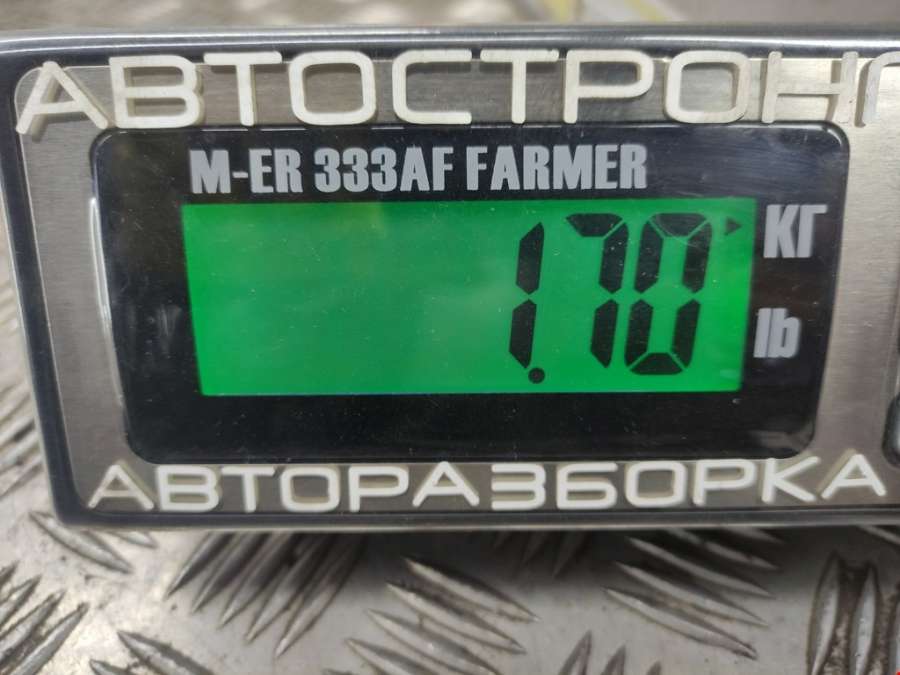 АВТОСТРОНГ
M-ER 333AF FARMER
1.70
КГ
lb
АВТОРАЗБОРКА